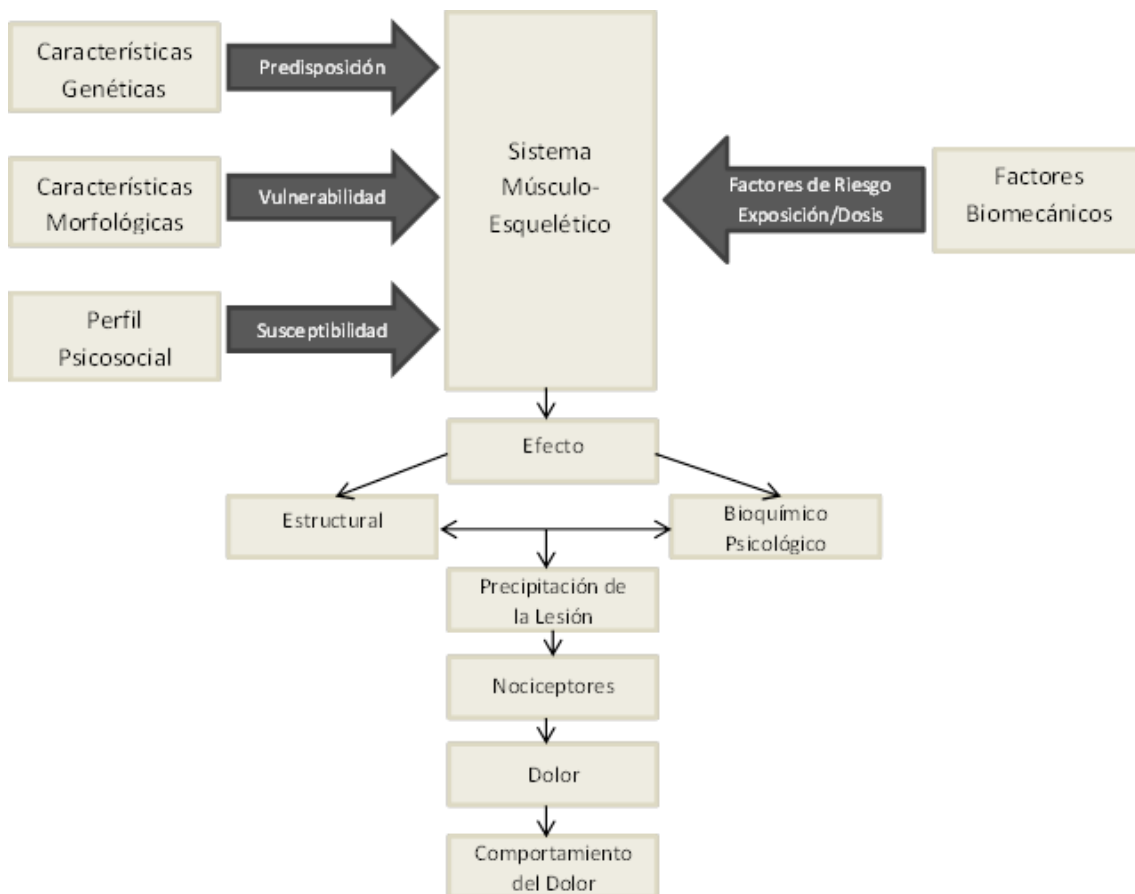 Características
Genéticas
Predisposición
Características
Morfológicas
Vulnerabilidad
Perfil
Psicosocial
Susceptibilidad
Sistema
Músculo-
Esquelético
Factores de Riesgo
Exposición/Dosis
Factores
Biomecánicos
Efecto
Estructural
Bioquímico
Psicológico
Precipitación de
la Lesión
Nociceptores
Dolor
Comportamiento
del Dolor